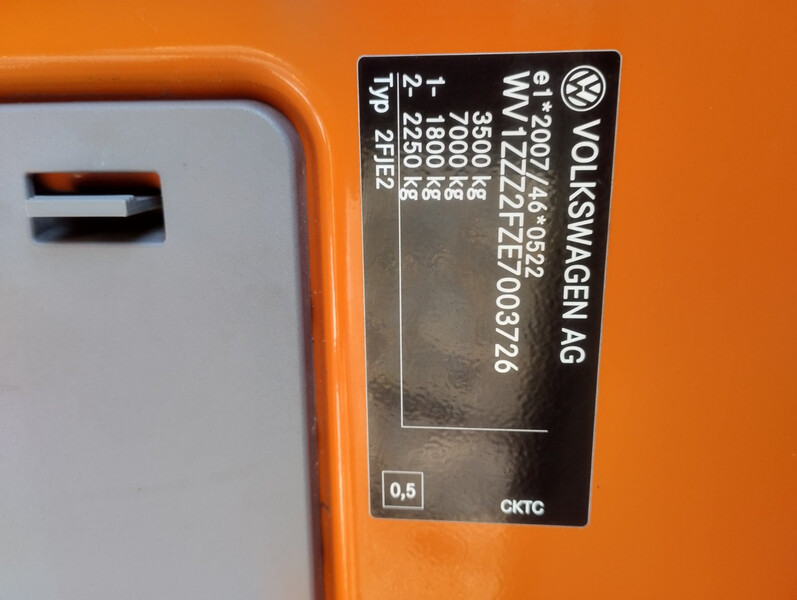 VOLKSWAGEN AG
e1*2007/46*0522
WV1ZZZ2FZE7003726
3500 kg
7000 kg
1- 1800 kg
2- 2250 kg
Typ 2FJE2
0,5
CKTC